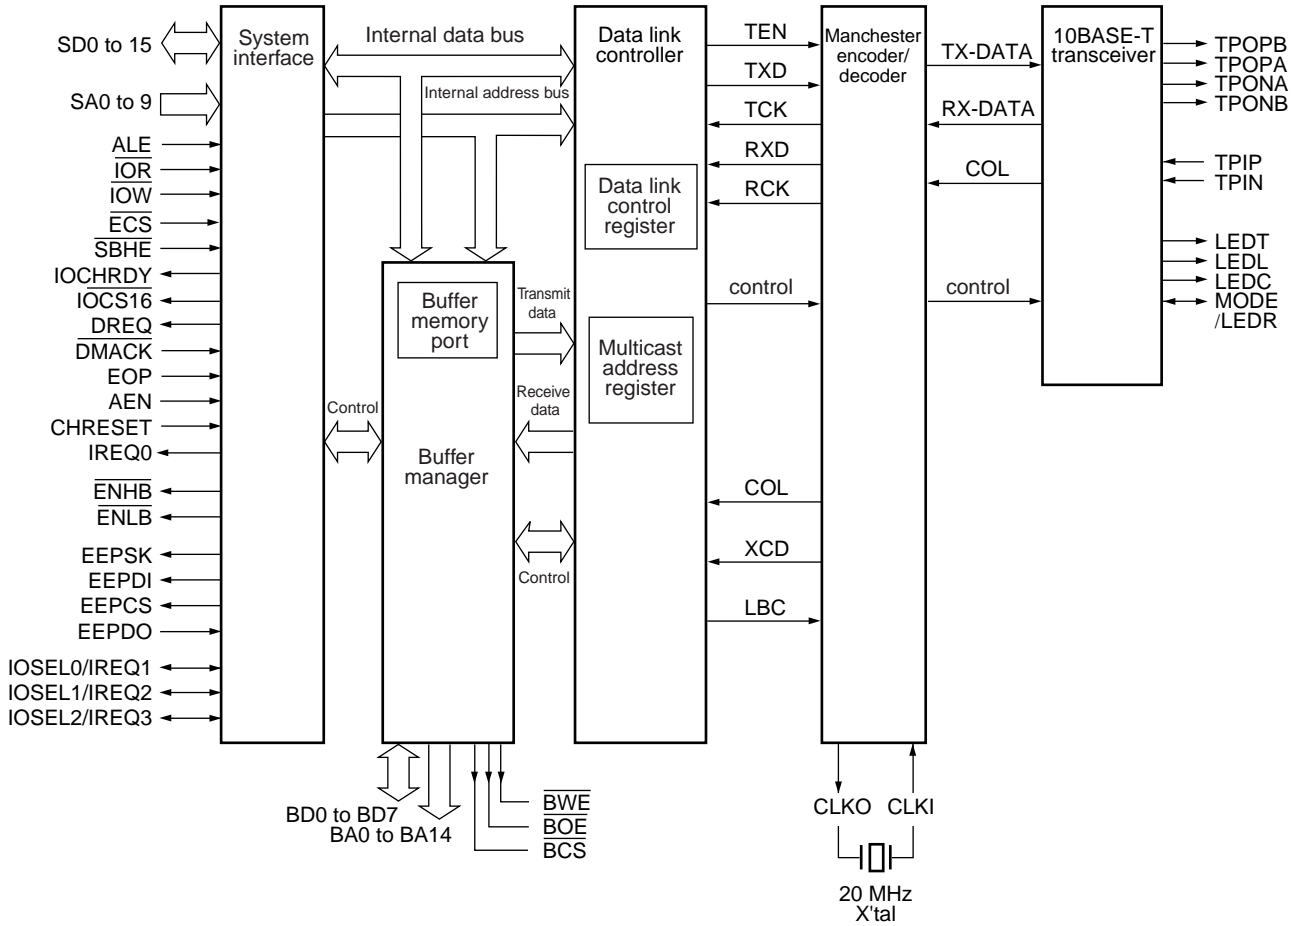 SD0 to 15
SA0 to 9
ALE
IOR
IOW
ECS
SBHE
IOCHRDY
IOCS16
DREQ
DMACK
EOP
AEN
CHRESET
IREQ0
ENHB
ENLB
EEPSK
EEPDI
EEPCS
EEPDO
IOSEL0/IREQ1
IOSEL1/IREQ2
IOSEL2/IREQ3
System
interface
Internal data bus
Internal address bus
Control
Buffer
memory
port
Buffer
manager
Transmit
data
Receive
data
Control
BD0 to BD7
BA0 to BA14
BWE
BOE
BCS
Data link
controller
Data link
control
register
Multicast
address
register
TEN
TXD
TCK
RXD
RCK
control
COL
XCD
LBC
Manchester
encoder/
decoder
CLKO
CLKI
20 MHz
X'tal
TX-DATA
RX-DATA
COL
control
10BASE-T
transceiver
TPOPB
TPOPA
TPONA
TPONB
TPIP
TPIN
LEDT
LEDL
LEDC
MODE
/LEDR